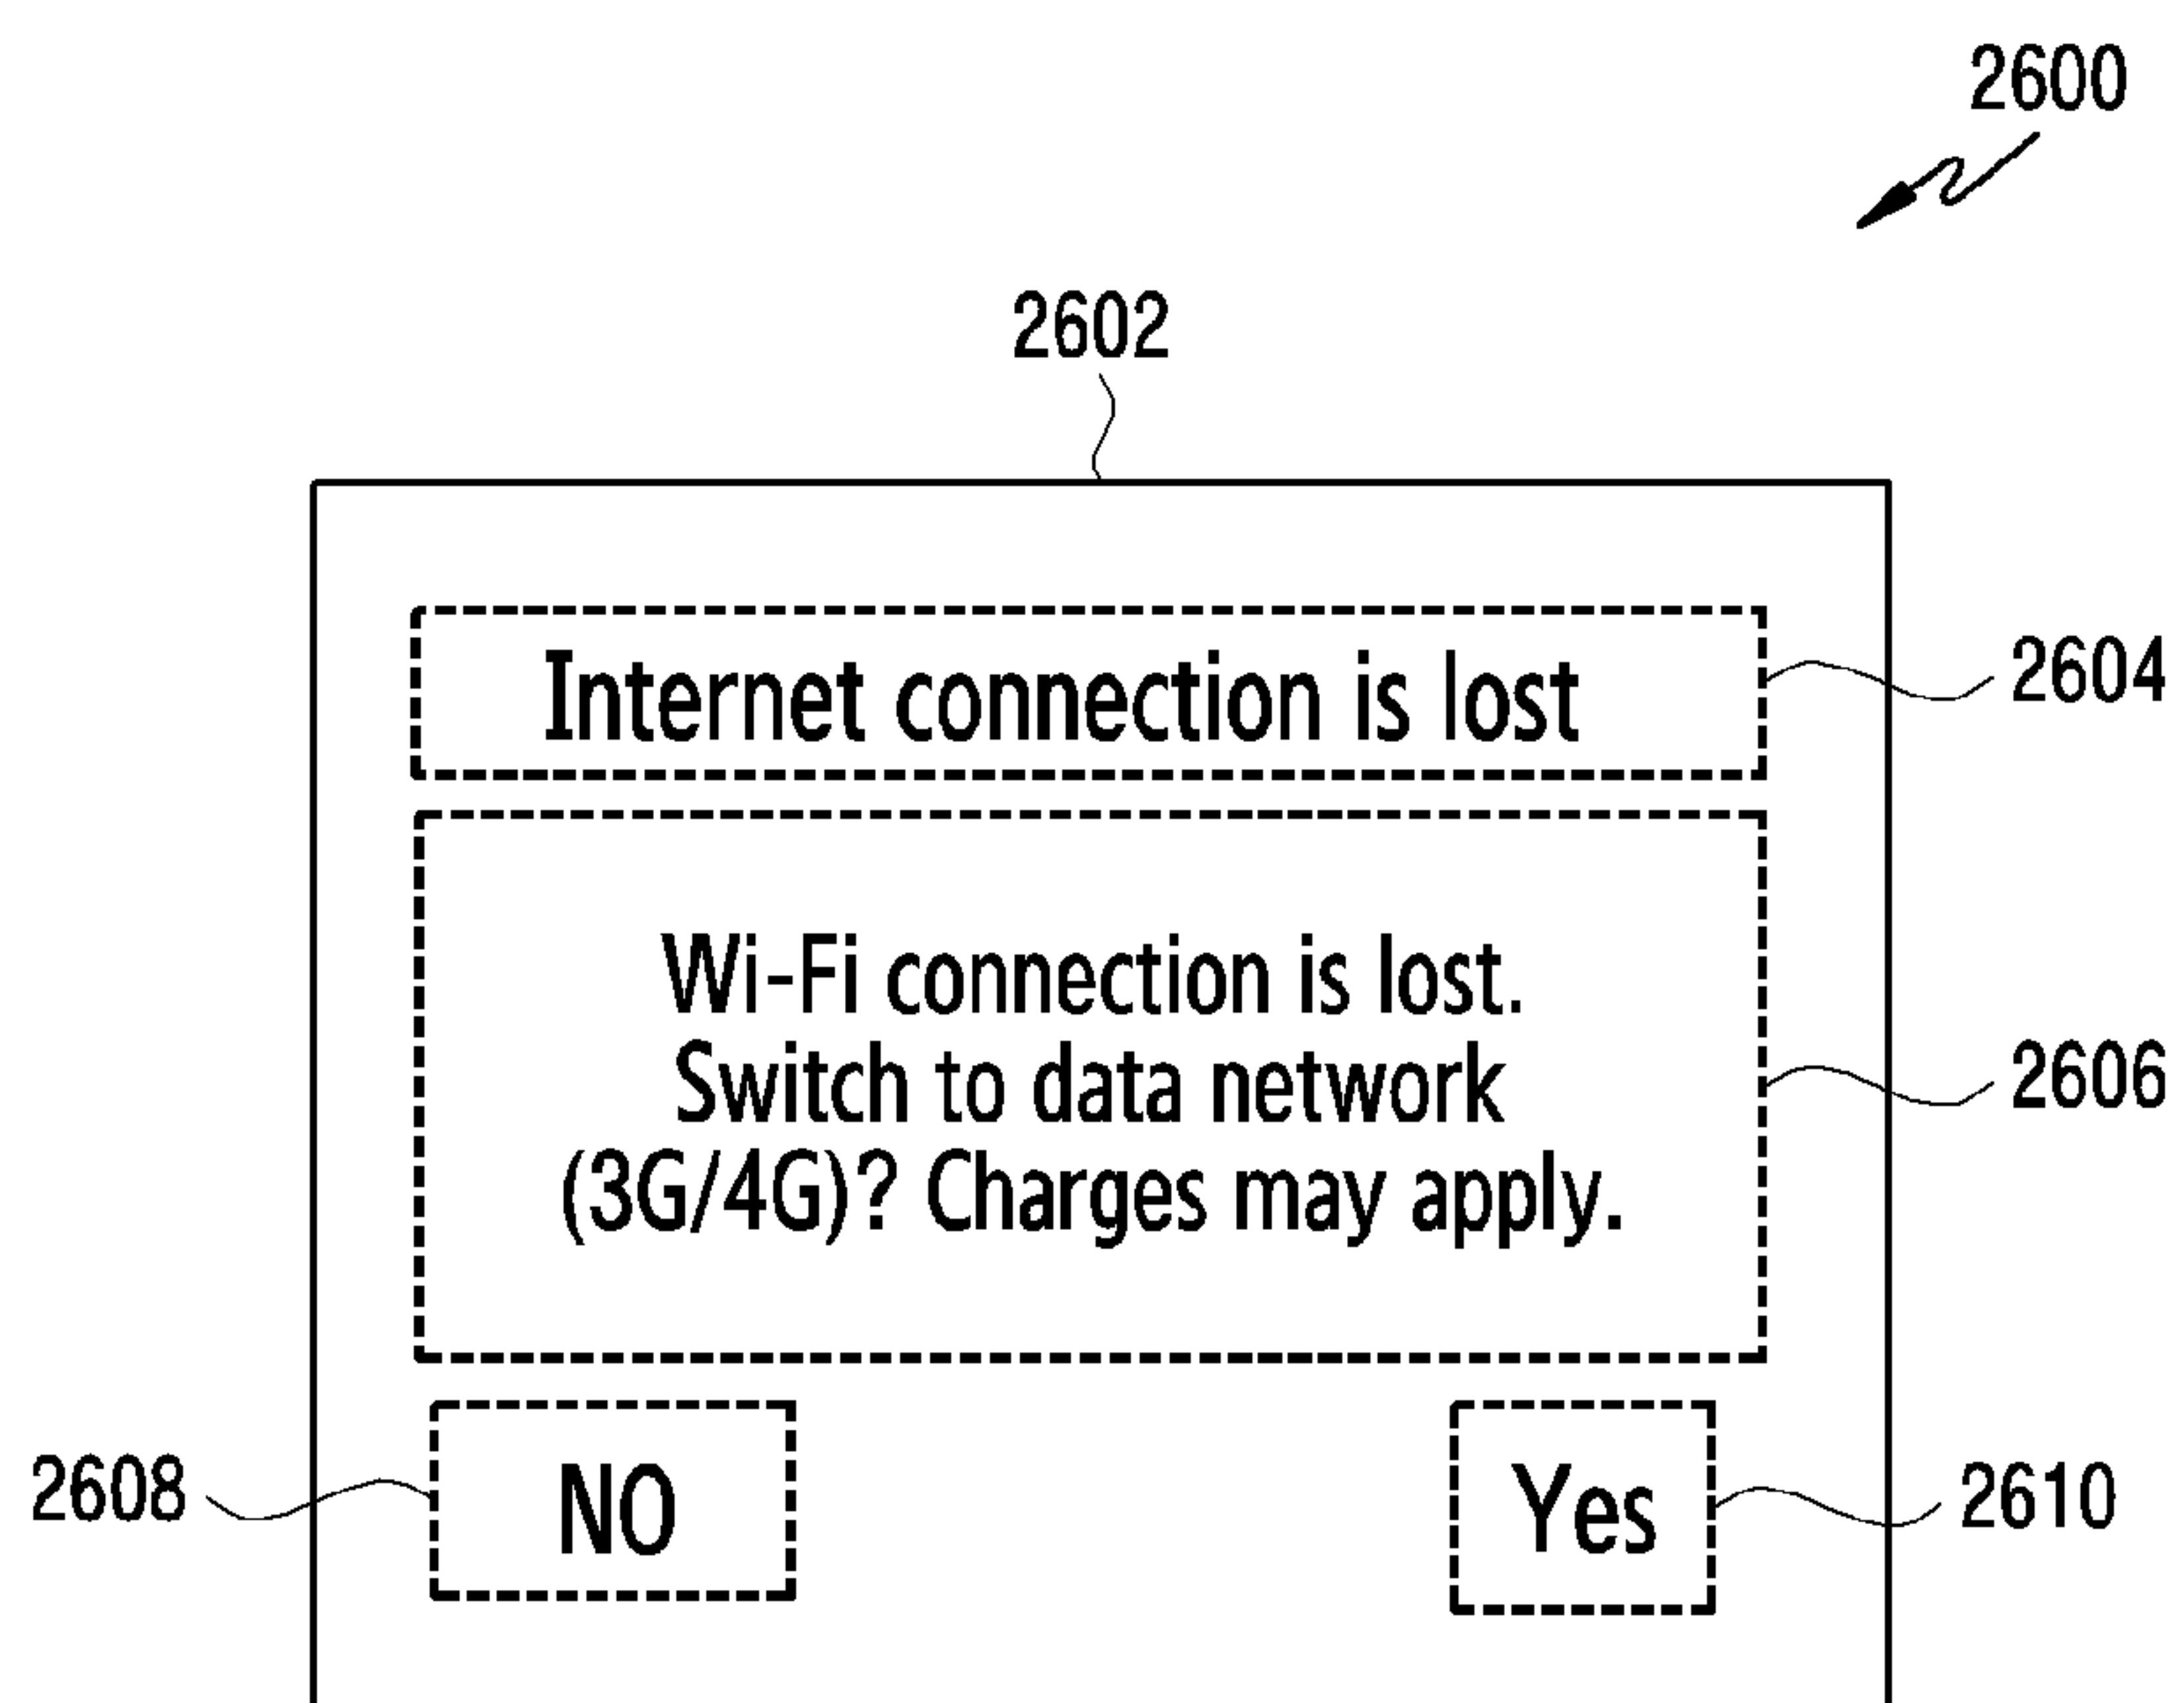 2600
2602
Internet connection is lost
2604
Wi-Fi connection is lost.
Switch to data network
(3G/4G)? Charges may apply.
2606
2608
NO
Yes
2610